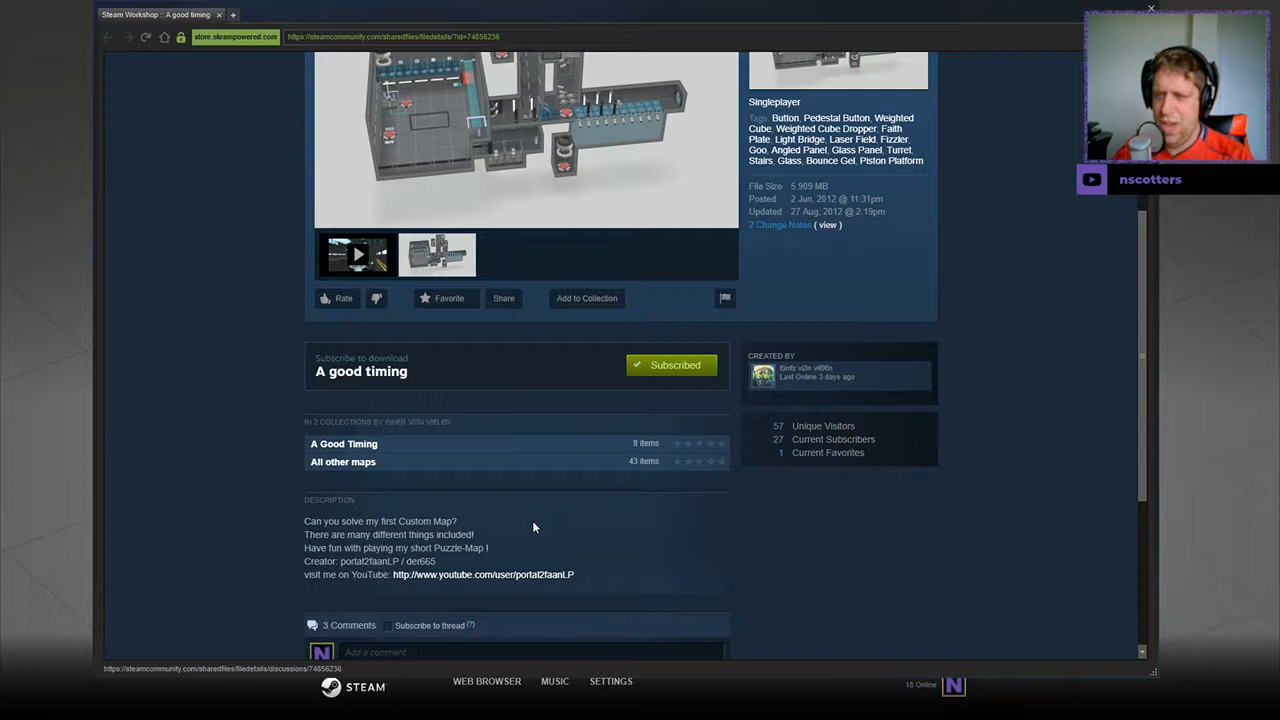 Steam Workshop :: A good timing × +
store.steampowered.com https://steamcommunity.com/sharedfiles/filedetails/?id=74856236
Singleplayer
Tags: Button, Pedestal Button, Weighted
Cube, Weighted Cube Dropper, Faith
Plate, Light Bridge, Laser Field, Fizzler,
Goo, Angled Panel, Glass Panel, Turret,
Stairs, Glass, Bounce Gel, Piston Platform
File Size 5.909 MB
Posted 2 Jun, 2012 @ 11:31pm
Updated 27 Aug, 2012 @ 2:19pm
2 Change Notes ( view )
nscotters
Rate Favorite Share Add to Collection
Subscribe to download
A good timing
Subscribed
CREATED BY
Last Online 3 days ago
57 Unique Visitors
27 Current Subscribers
1 Current Favorites
IN 2 COLLECTIONS BY
A Good Timing 8 items
All other maps 43 items
DESCRIPTION
Can you solve my first Custom Map?
There are many different things included!
Have fun with playing my short Puzzle-Map !
Creator: portal2faanLP / der665
visit me on YouTube: http://www.youtube.com/user/portal2faanLP
3 Comments Subscribe to thread (?)
N Add a comment
https://steamcommunity.com/sharedfiles/filedetails/discussions/74856236
STEAM WEB BROWSER MUSIC SETTINGS 18 Online N